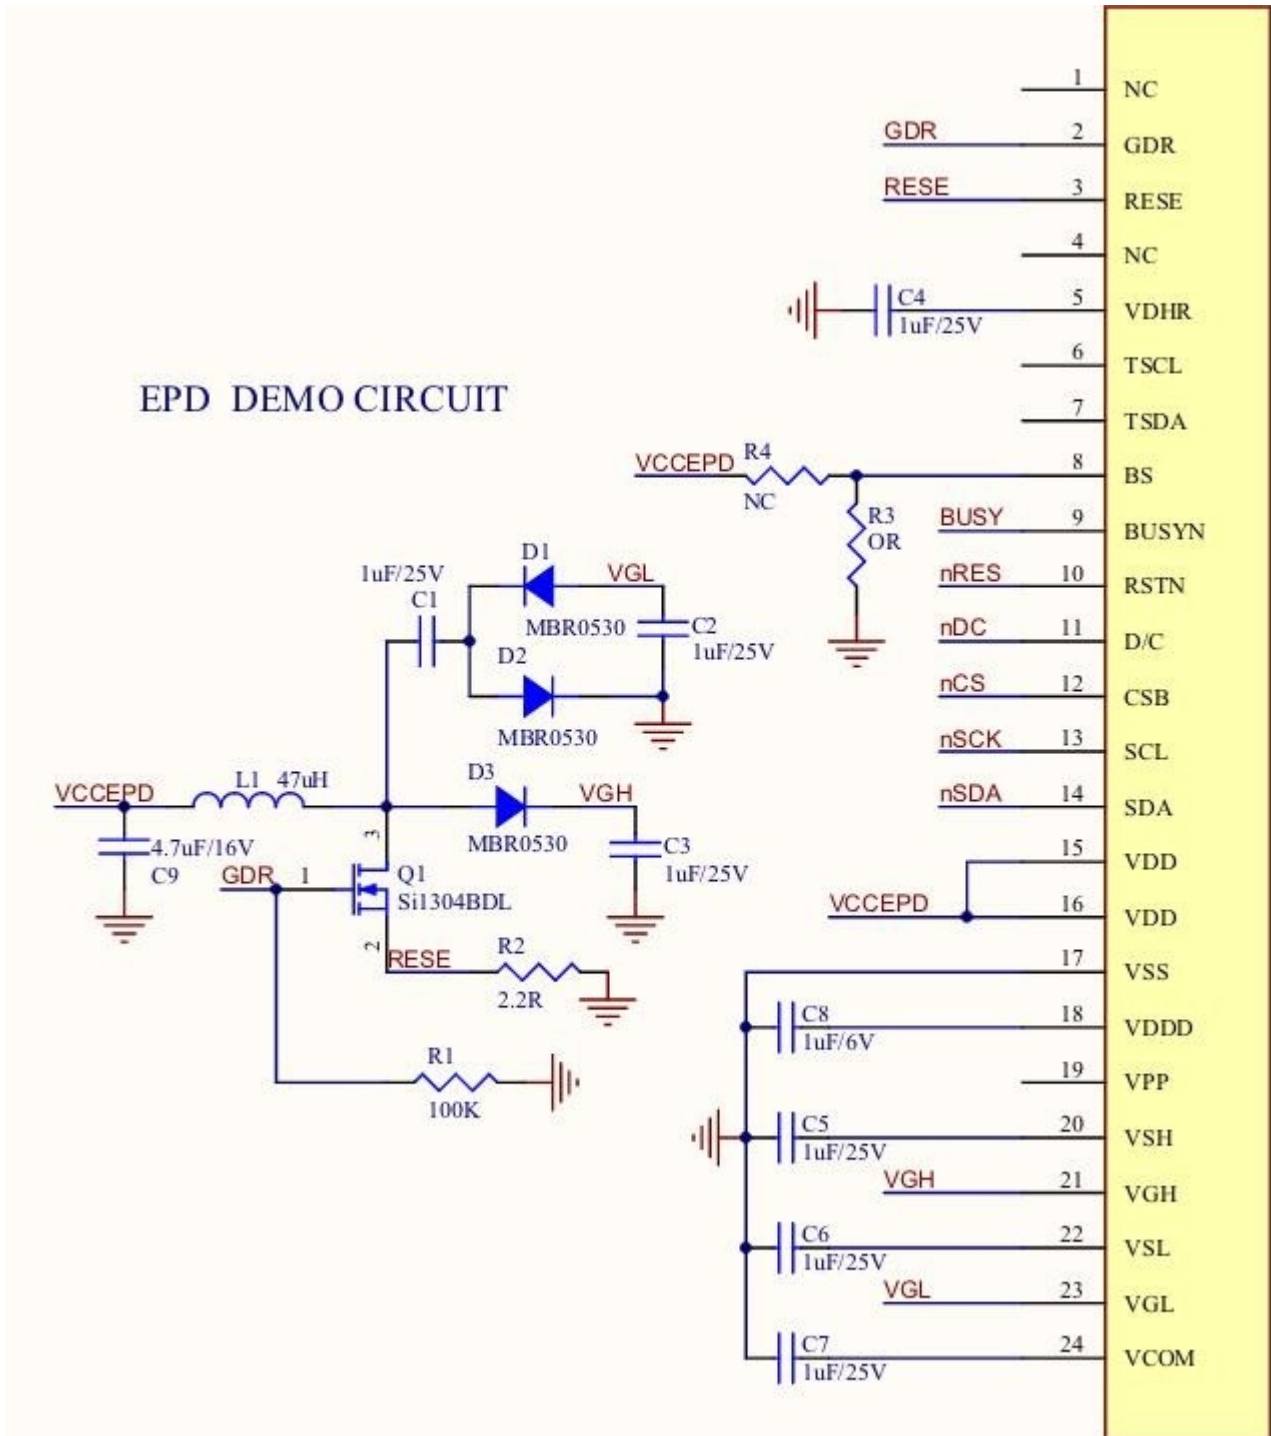 1 NC
GDR 2 GDR
RESE 3 RESE
4 NC
C4
1uF/25V
5 VDHR
6 TSCL
7 TSDA
EPD DEMO CIRCUIT
VCCEPD
R4
NC
8 BS
R3
OR
BUSY 9 BUSYN
nRES 10 RSTN
nDC 11 D/C
nCS 12 CSB
nSCK 13 SCL
nSDA 14 SDA
1uF/25V
C1
D1
VGL
MBR0530
C2
1uF/25V
D2
MBR0530
VCCEPD
L1 47uH
D3
VGH
MBR0530
C3
1uF/25V
4.7uF/16V
C9
3
GDR 1
Q1
Si1304BDL
2
RESE
R2
2.2R
R1
100K
15 VDD
VCCEPD 16 VDD
17 VSS
C8
1uF/6V
18 VDDD
19 VPP
C5
1uF/25V
20 VSH
VGH 21 VGH
C6
1uF/25V
22 VSL
VGL 23 VGL
C7
1uF/25V
24 VCOM